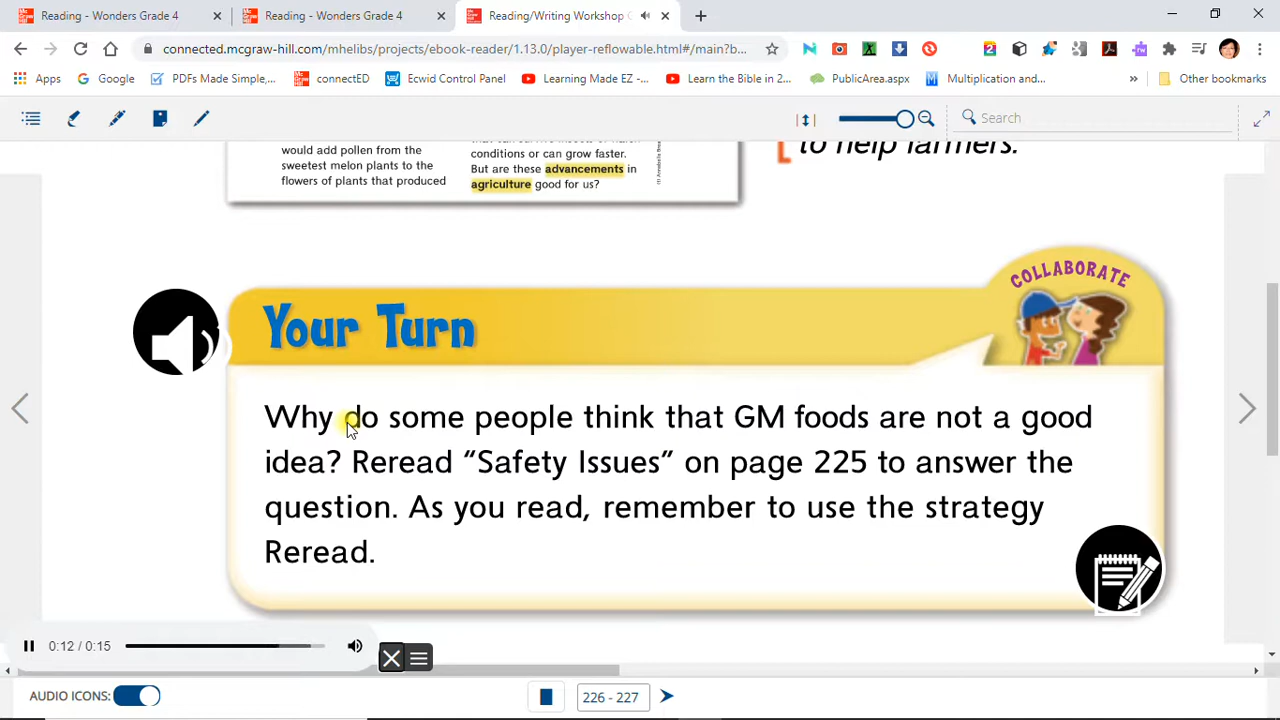 Reading - Wonders Grade 4
Reading - Wonders Grade 4
Reading/Writing Workshop
connected.mcgraw-hill.com/mhelibs/projects/ebook-reader/1.13.0/player-reflowable.html#/main?b...
Apps
Google
PDFs Made Simple,...
connectED
Ecwid Control Panel
Learning Made EZ -...
Learn the Bible in 2...
PublicArea.aspx
Multiplication and...
»
Other bookmarks
Search
would add pollen from the
sweetest melon plants to the
flowers of plants that produced
conditions or can grow faster.
But are these advancements in
agriculture good for us?
to help farmers.
COLLABORATE
Your Turn
Why do some people think that GM foods are not a good
idea? Reread “Safety Issues” on page 225 to answer the
question. As you read, remember to use the strategy
Reread.
0:12 / 0:15
AUDIO ICONS:
226 - 227